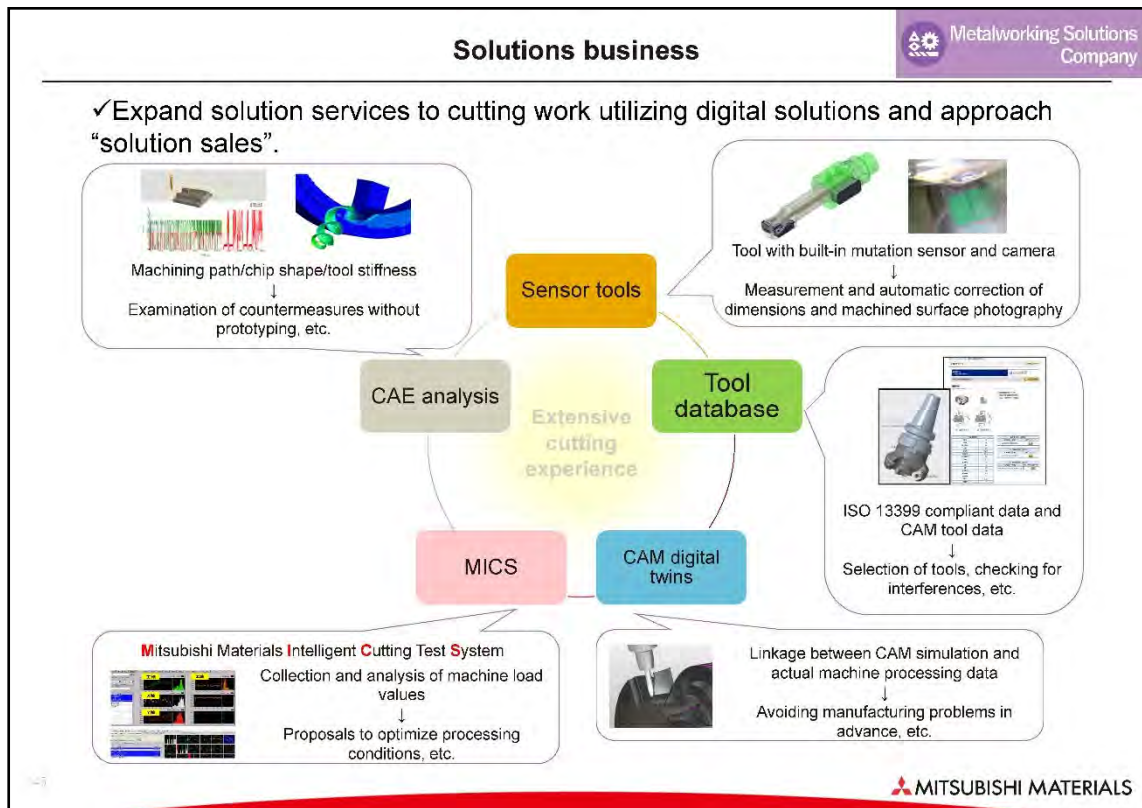 Solutions business
Metalworking Solutions
Company
✓Expand solution services to cutting work utilizing digital solutions and approach
“solution sales”.
Machining path/chip shape/tool stiffness
↓
Examination of countermeasures without
prototyping, etc.
Tool with built-in mutation sensor and camera
↓
Measurement and automatic correction of
dimensions and machined surface photography
Sensor tools
CAE analysis
Tool
database
Extensive
cutting
experience
MICS
CAM digital
twins
ISO 13399 compliant data and
CAM tool data
↓
Selection of tools, checking for
interferences, etc.
Mitsubishi Materials Intelligent Cutting Test System
Collection and analysis of machine load
values
↓
Proposals to optimize processing
conditions, etc.
Linkage between CAM simulation and
actual machine processing data
↓
Avoiding manufacturing problems in
advance, etc.
MITSUBISHI MATERIALS